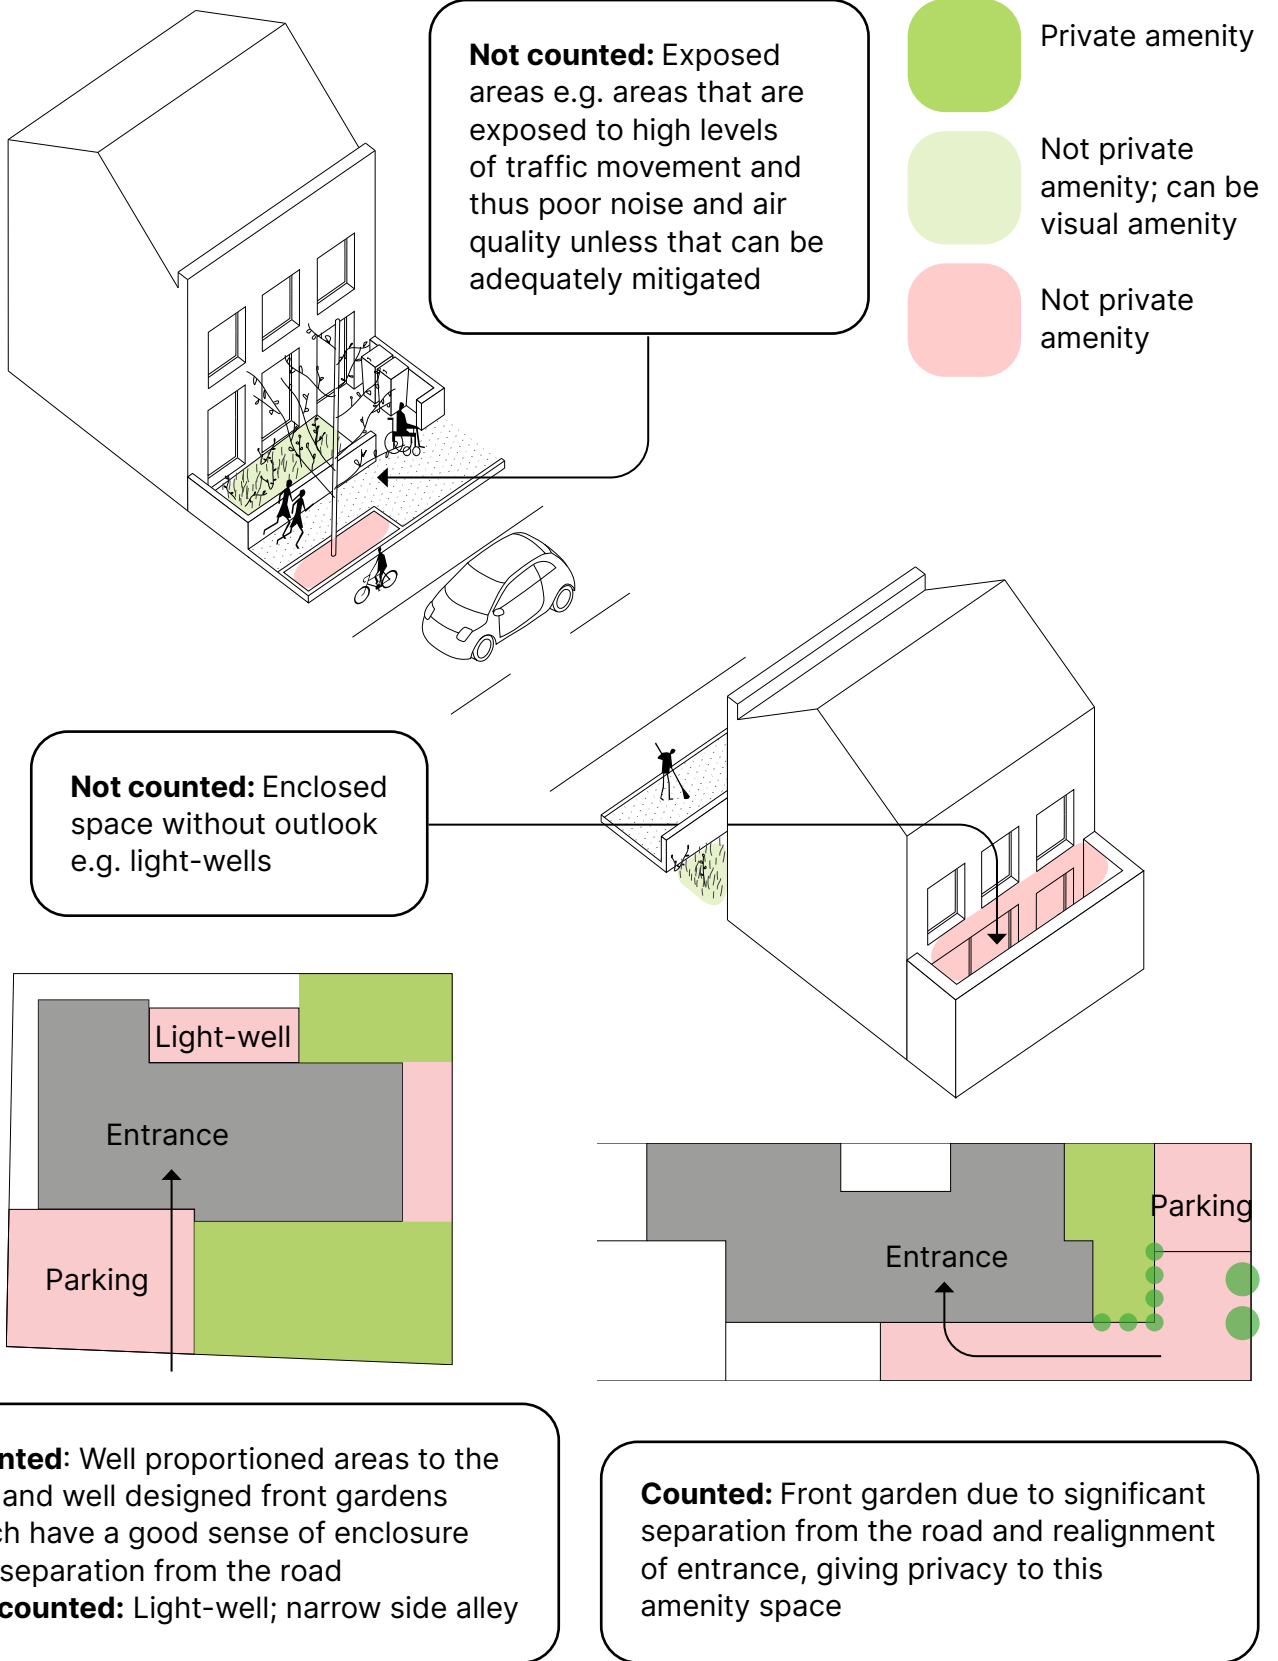 Not counted: Exposed
areas e.g. areas that are
exposed to high levels
of traffic movement and
thus poor noise and air
quality unless that can be
adequately mitigated
Private amenity
Not private
amenity; can be
visual amenity
Not private
amenity
Not counted: Enclosed
space without outlook
e.g. light-wells
Light-well
Entrance
Parking
Parking
Entrance
nted: Well proportioned areas to the
and well designed front gardens
ch have a good sense of enclosure
separation from the road
counted: Light-well; narrow side alley
Counted: Front garden due to significant
separation from the road and realignment
of entrance, giving privacy to this
amenity space